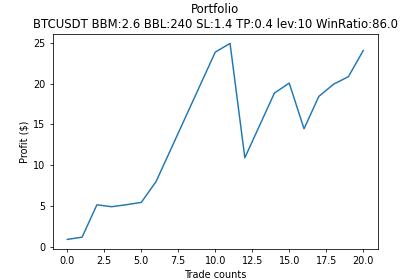 Portfolio
BTCUSDT BBM:2.6 BBL:240 SL:1.4 TP:0.4 lev:10 WinRatio:86.0
25
20
15
10
5
0
Profit ($)
0.0 2.5 5.0 7.5 10.0 12.5 15.0 17.5 20.0
Trade counts